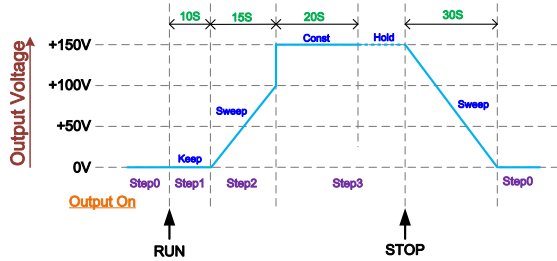 10S 15S 20S 30S
Output Voltage
+150V
Const Hold
+100V
Sweep Sweep
+50V
0V
Keep
Step0 Step1 Step2 Step3 Step0
Output On
RUN STOP